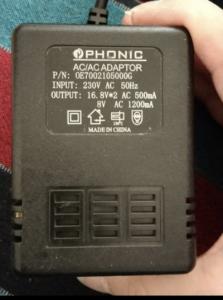 PHONIC
AC/AC ADAPTOR
P/N: OE7002105000G
INPUT: 230V AC 50Hz
OUTPUT: 16.8V*2 AC 500mA
8V AC 1200mA
MADE IN CHINA